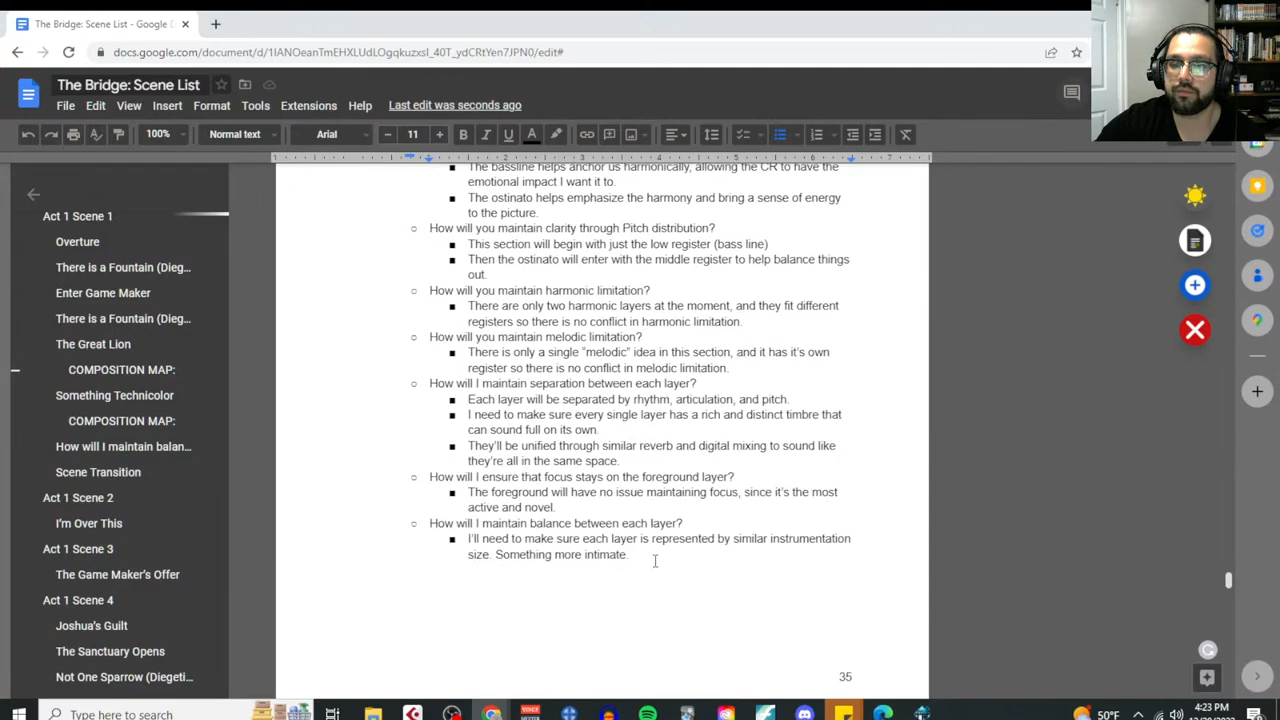 The Bridge: Scene List - Google D
docs.google.com/document/d/1IANOeanTmEHXLUdLOgqkuzxsI_40T_ydCRtYen7JPN0/edit#
The Bridge: Scene List
File Edit View Insert Format Tools Extensions Help Last edit was seconds ago
100% Normal text Arial 11
1 1 2 3 4 5 6 7
Act 1 Scene 1
Overture
There is a Fountain (Dieg...
Enter Game Maker
There is a Fountain (Dieg...
The Great Lion
COMPOSITION MAP:
Something Technicolor
COMPOSITION MAP:
How will I maintain balan...
Scene Transition
Act 1 Scene 2
I'm Over This
Act 1 Scene 3
The Game Maker's Offer
Act 1 Scene 4
Joshua's Guilt
The Sanctuary Opens
Not One Sparrow (Diegeti...
The bassline helps anchor us harmonically, allowing the CR to have the
emotional impact I want it to.
The ostinato helps emphasize the harmony and bring a sense of energy
to the picture.
How will you maintain clarity through Pitch distribution?
This section will begin with just the low register (bass line)
Then the ostinato will enter with the middle register to help balance things
out.
How will you maintain harmonic limitation?
There are only two harmonic layers at the moment, and they fit different
registers so there is no conflict in harmonic limitation.
How will you maintain melodic limitation?
There is only a single "melodic" idea in this section, and it has it's own
register so there is no conflict in melodic limitation.
How will I maintain separation between each layer?
Each layer will be separated by rhythm, articulation, and pitch.
I need to make sure every single layer has a rich and distinct timbre that
can sound full on its own.
They'll be unified through similar reverb and digital mixing to sound like
they're all in the same space.
How will I ensure that focus stays on the foreground layer?
The foreground will have no issue maintaining focus, since it's the most
active and novel.
How will I maintain balance between each layer?
I'll need to make sure each layer is represented by similar instrumentation
size. Something more intimate.
35
Type here to search
50°F
4:23 PM